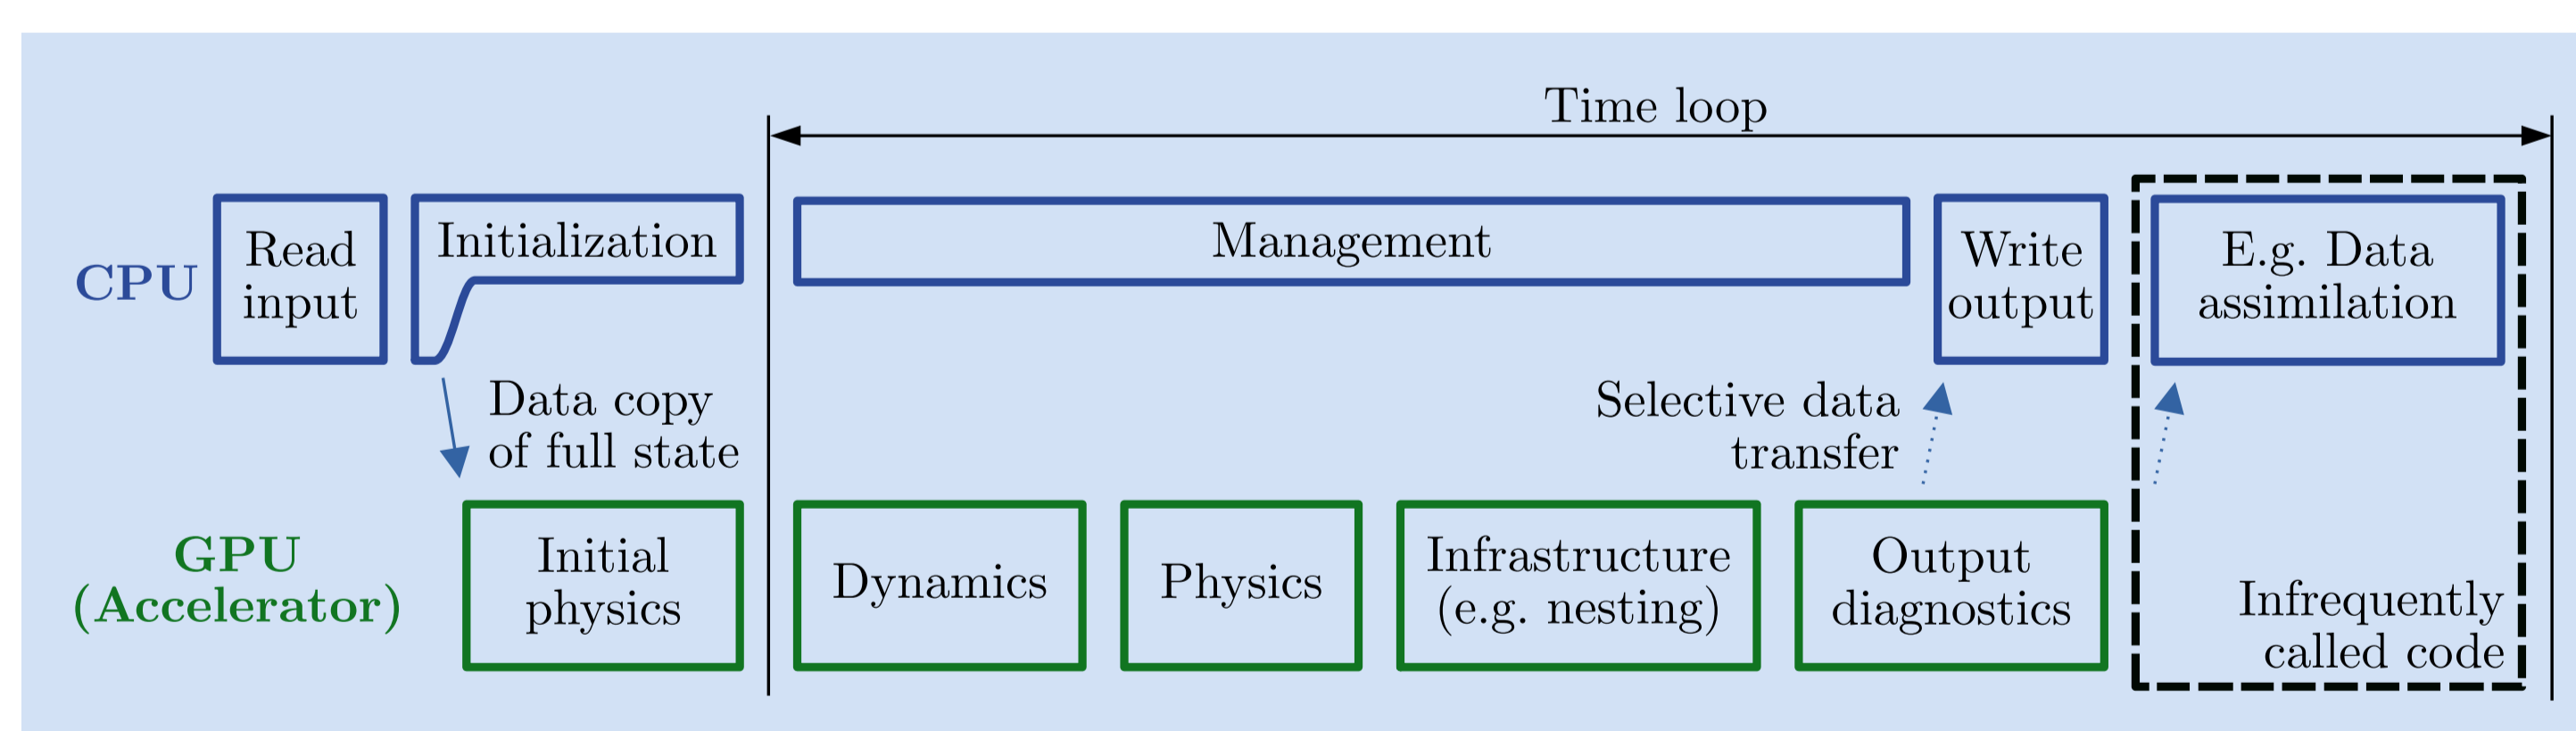 Time loop
CPU
Read
input
Initialization
Management
Write
output
E.g. Data
assimilation
Data copy
of full state
Selective data
transfer
GPU
(Accelerator)
Initial
physics
Dynamics
Physics
Infrastructure
(e.g. nesting)
Output
diagnostics
Infrequently
called code